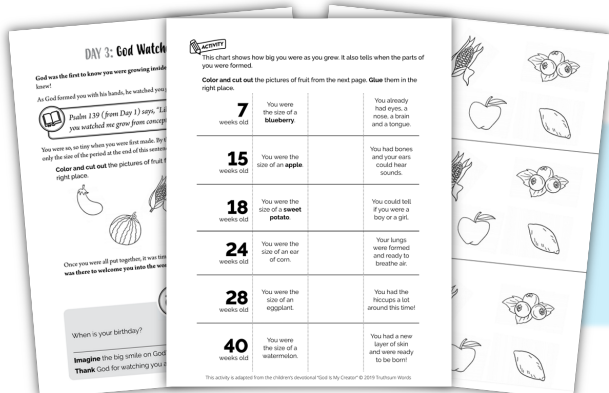 DAY 3: God Watch
God was the first to know you were growing inside
knew!
As God formed you with his hands, he watched you
Psalm 139 (from Day 1) says, "Li
you watched me grow from concep
You were so, so tiny when you were first made. By t
only the size of the period at the end of this senten
Color and cut out the pictures of fruit f
right place.
Once you were all put together, it was tim
was there to welcome you into the wo
When is your birthday?
Imagine the big smile on God
Thank God for watching you a
ACTIVITY
This chart shows how big you were as you grew. It also tells when the parts of
you were formed.
Color and cut out the pictures of fruit from the next page. Glue them in the
right place.
7
weeks old
You were
the size of a
blueberry.
You already
had eyes, a
nose, a brain
and a tongue.
15
weeks old
You were the
size of an apple.
You had bones
and your ears
could hear
sounds.
18
weeks old
You were the
size of a sweet
potato.
You could tell
if you were a
boy or a girl.
24
weeks old
You were the
size of an ear
of corn.
Your lungs
were formed
and ready to
breathe air.
28
weeks old
You were the
size of an
eggplant.
You had the
hiccups a lot
around this time!
40
weeks old
You were
the size of a
watermelon.
You had a new
layer of skin
and were ready
to be born!
This activity is adapted from the children's devotional "God Is My Creator" © 2019 Truthsum Words.